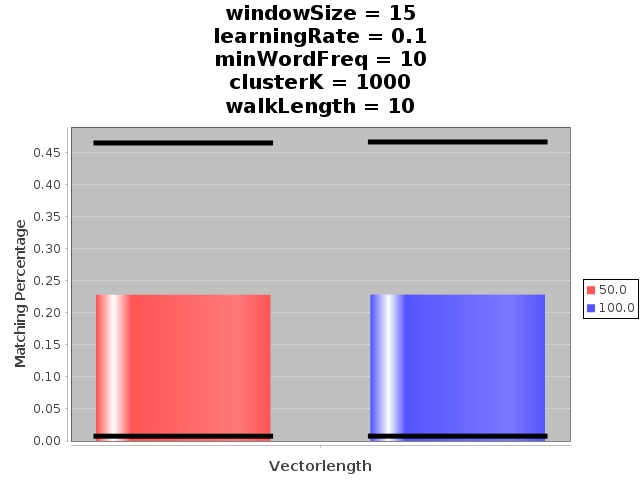 windowSize = 15
learningRate = 0.1
minWordFreq = 10
clusterK = 1000
walkLength = 10
Matching Percentage
0.45
0.40
0.35
0.30
0.25
0.20
0.15
0.10
0.05
0.00
Vectorlength
50.0
100.0